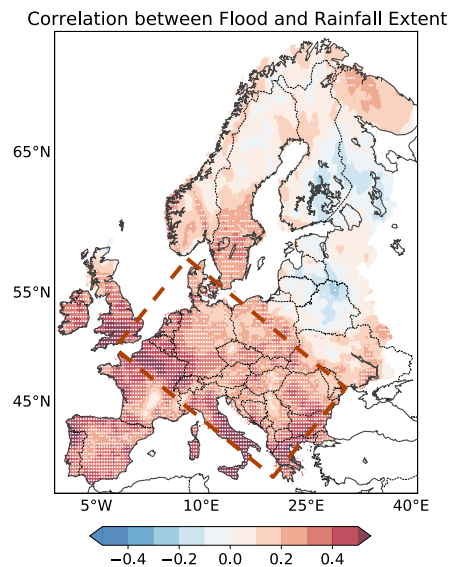 Correlation between Flood and Rainfall Extent
65°N
55°N
45°N
5°W 10°E 25°E 40°E
−0.4 −0.2 0.0 0.2 0.4